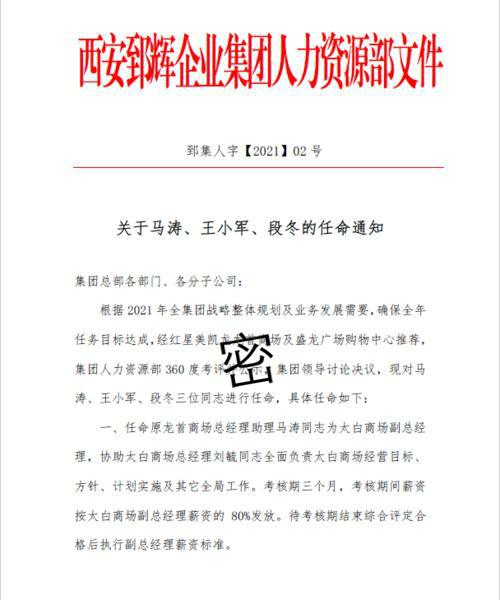 西安郅辉企业集团人力资源部文件
郅集人字【2021】02 号
关于马涛、王小军、段冬的任命通知
集团总部各部门、各分子公司：
根据 2021 年全集团战略整体规划及业务发展需要，确保全年
任务目标达成，经红星美凯龙龙首商场及盛龙广场购物中心推荐，
集团人力资源部 360 度考评并公示，集团领导讨论决议，现对马
涛、王小军、段冬三位同志进行任命，具体任命如下：
密
一、任命原龙首商场总经理助理马涛同志为太白商场副总经
理，协助太白商场总经理刘毓同志全面负责太白商场经营目标、
方针、计划实施及其它全局工作。考核期三个月，考核期间薪资
按太白商场副总经理薪资的 80%发放。待考核期结束综合评定合
格后执行副总经理薪资标准。